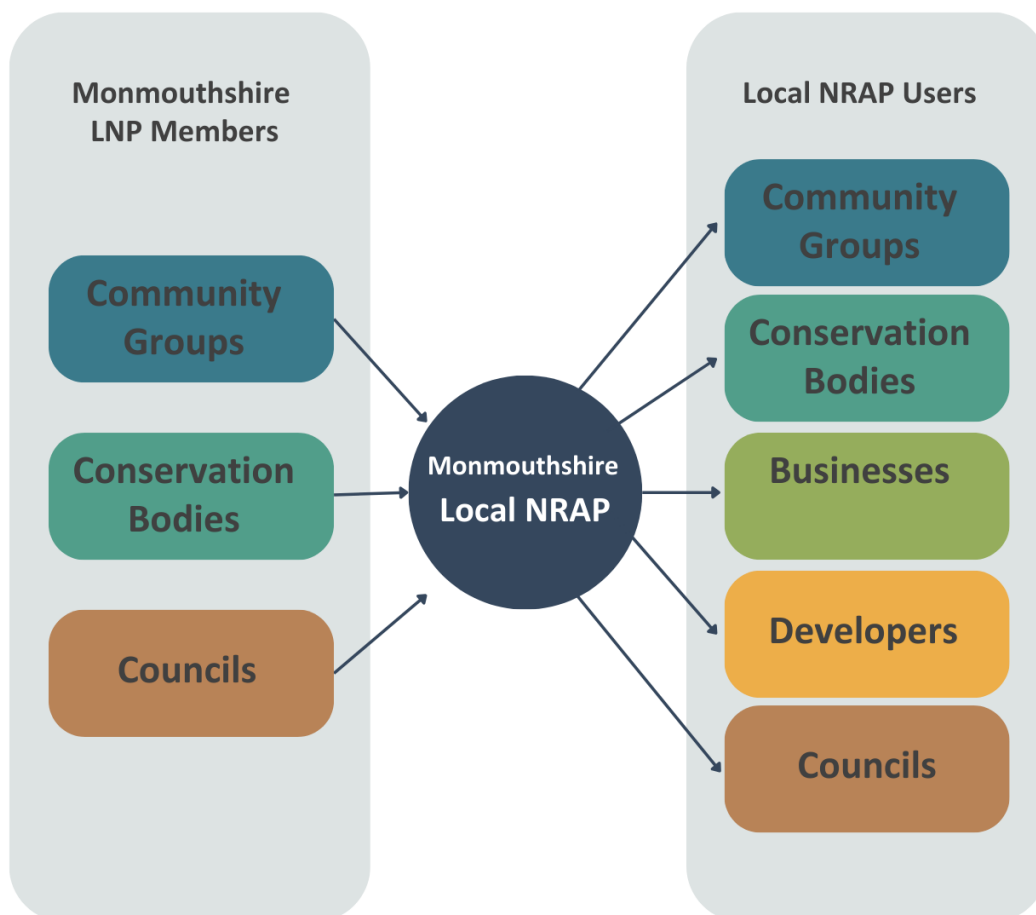 Monmouthshire
LNP Members
Community
Groups
Conservation
Bodies
Councils
Monmouthshire
Local NRAP
Local NRAP Users
Community
Groups
Conservation
Bodies
Businesses
Developers
Councils